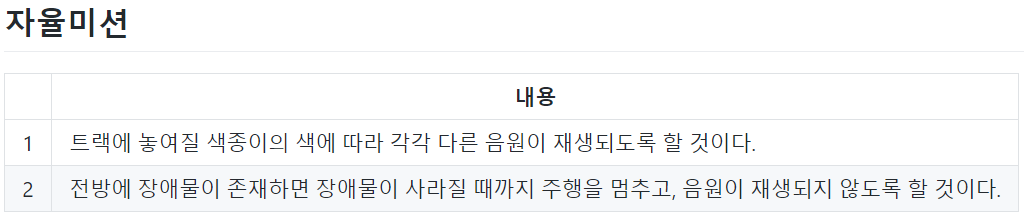 자율미션
내용
1 트랙에 놓여질 색종이의 색에 따라 각각 다른 음원이 재생되도록 할 것이다.
2 전방에 장애물이 존재하면 장애물이 사라질 때까지 주행을 멈추고, 음원이 재생되지 않도록 할 것이다.